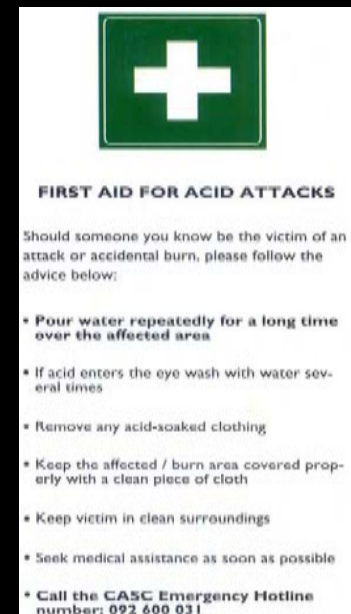 FIRST AID FOR ACID ATTACKS
Should someone you know be the victim of an
attack or accidental burn, please follow the
advice below:
• Pour water repeatedly for a long time
over the affected area
• If acid enters the eye wash with water sev-
eral times
• Remove any acid-soaked clothing
• Keep the affected / burn area covered prop-
erly with a clean piece of cloth
• Keep victim in clean surroundings
• Seek medical assistance as soon as possible
• Call the CASC Emergency Hotline
number: 092 600 031